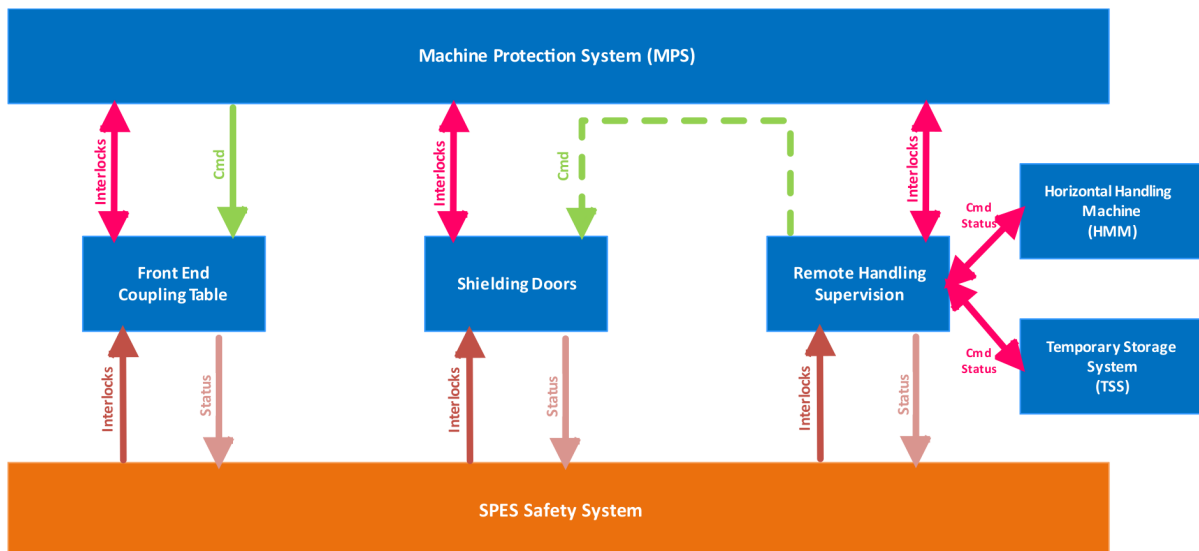 Machine Protection System (MPS)
Interlocks
Cmd
Interlocks
Cmd
Interlocks
Horizontal Handling
Machine
(HMM)
Cmd
Status
Front End
Coupling Table
Shielding Doors
Remote Handling
Supervision
Temporary Storage
System
(TSS)
Cmd
Status
Interlocks
Status
Interlocks
Status
Interlocks
Status
SPES Safety System